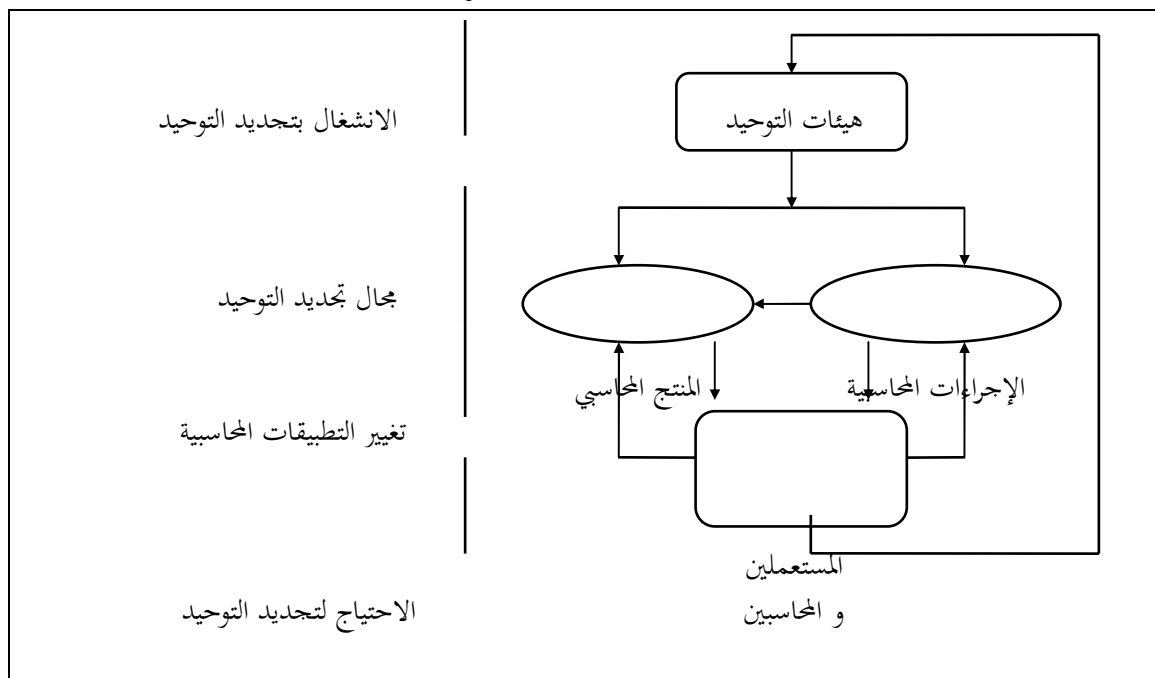 هيئات التوحيد
الانشغال بتجديد التوحيد
مجال تجديد التوحيد
الإجراءات المحاسبية
المنتج المحاسبي
تغيير التطبيقات المحاسبية
المستعملين
و المحاسبين
الاحتياج لتجديد التوحيد